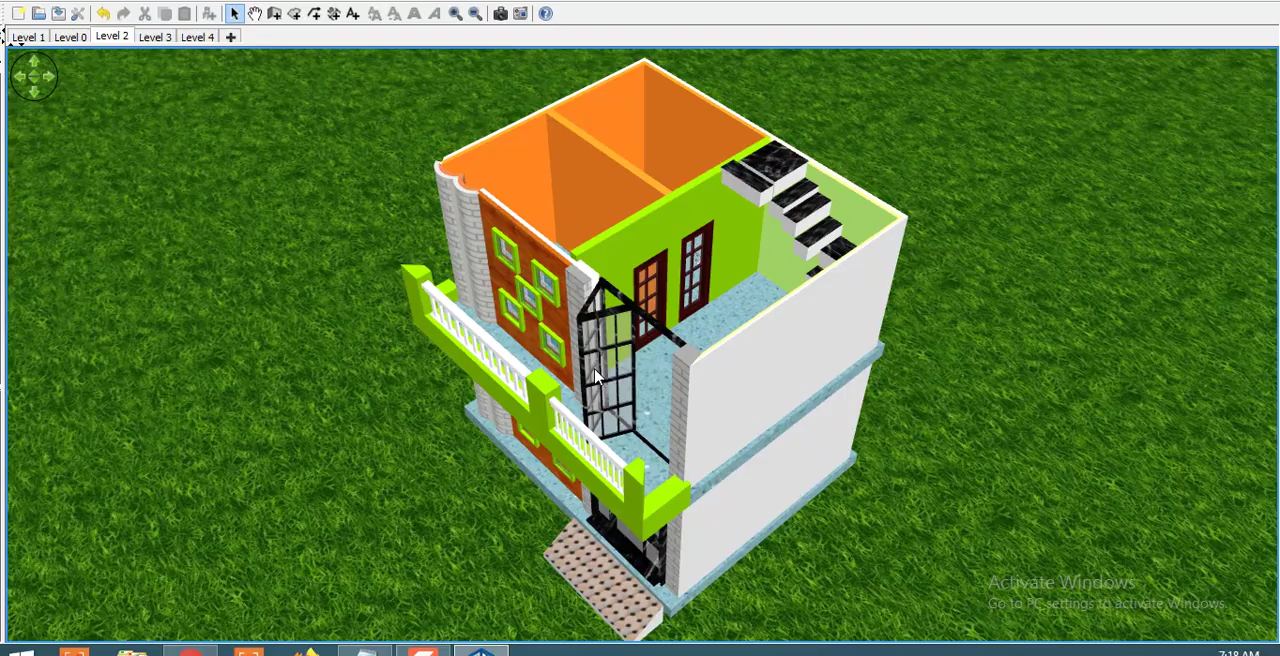 Level 1 Level 0 Level 2 Level 3 Level 4
Activate Windows
Go to PC settings to activate Windows.
7:18 AM